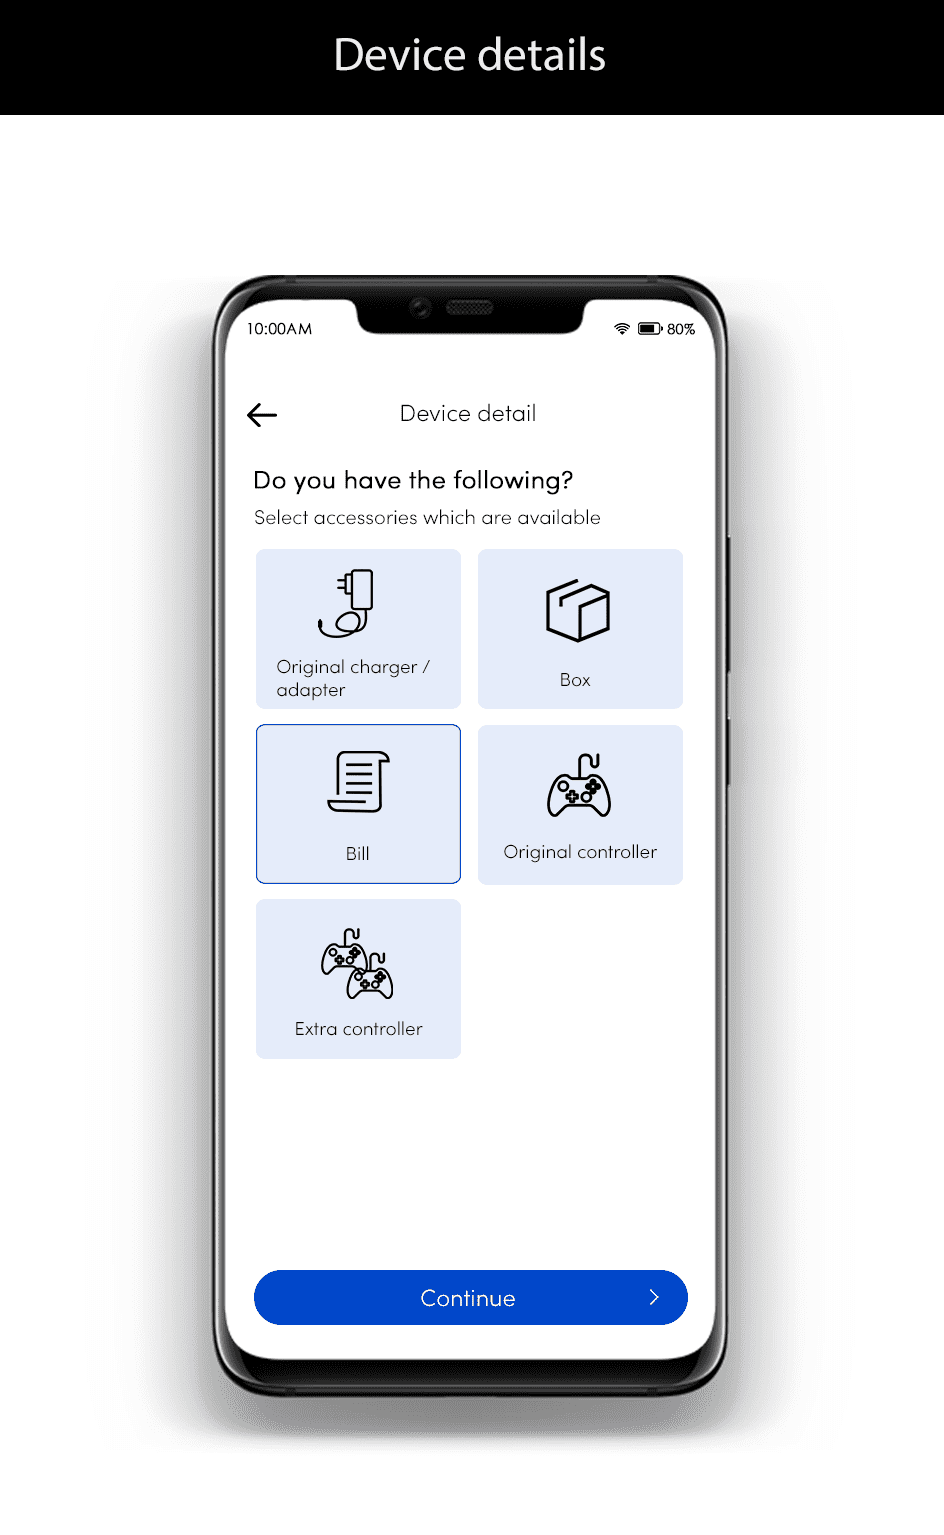 Device details
10:00AM
80%
Device detail
Do you have the following?
Select accessories which are available
Original charger /
adapter
Box
Bill
Original controller
Extra controller
Continue